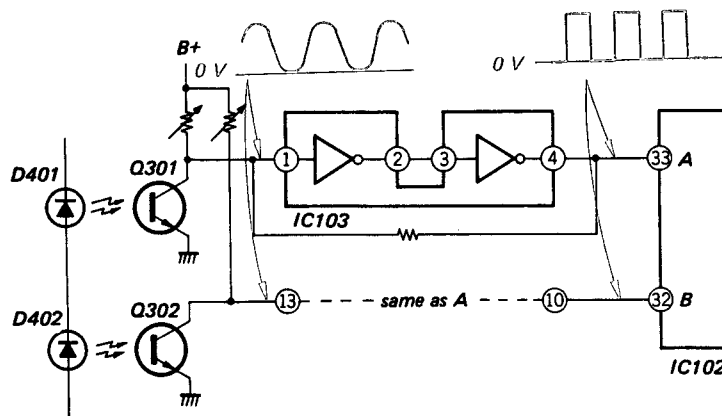 B+
0 V
0 V
1
2
3
4
33
A
D401
Q301
IC103
D402
Q302
13
same as A
10
32
B
IC102